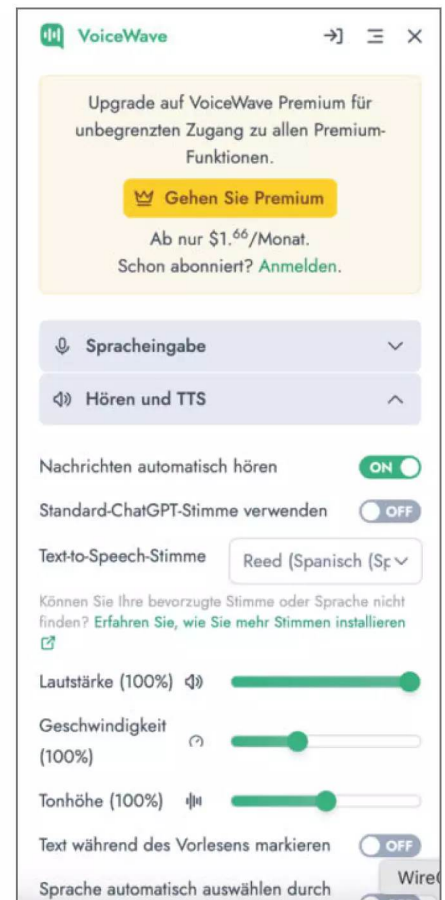 VoiceWave
Upgrade auf VoiceWave Premium für
unbegrenzten Zugang zu allen Premium-
Funktionen.
Gehen Sie Premium
Ab nur $1.66/Monat.
Schon abonniert? Anmelden.
Spracheingabe
Hören und TTS
Nachrichten automatisch hören
ON
Standard-ChatGPT-Stimme verwenden
OFF
Text-to-Speech-Stimme
Reed (Spanisch (Sp
Können Sie Ihre bevorzugte Stimme oder Sprache nicht
finden? Erfahren Sie, wie Sie mehr Stimmen installieren
Lautstärke (100%)
Geschwindigkeit
(100%)
Tonhöhe (100%)
Text während des Vorlesens markieren
OFF
Sprache automatisch auswählen durch